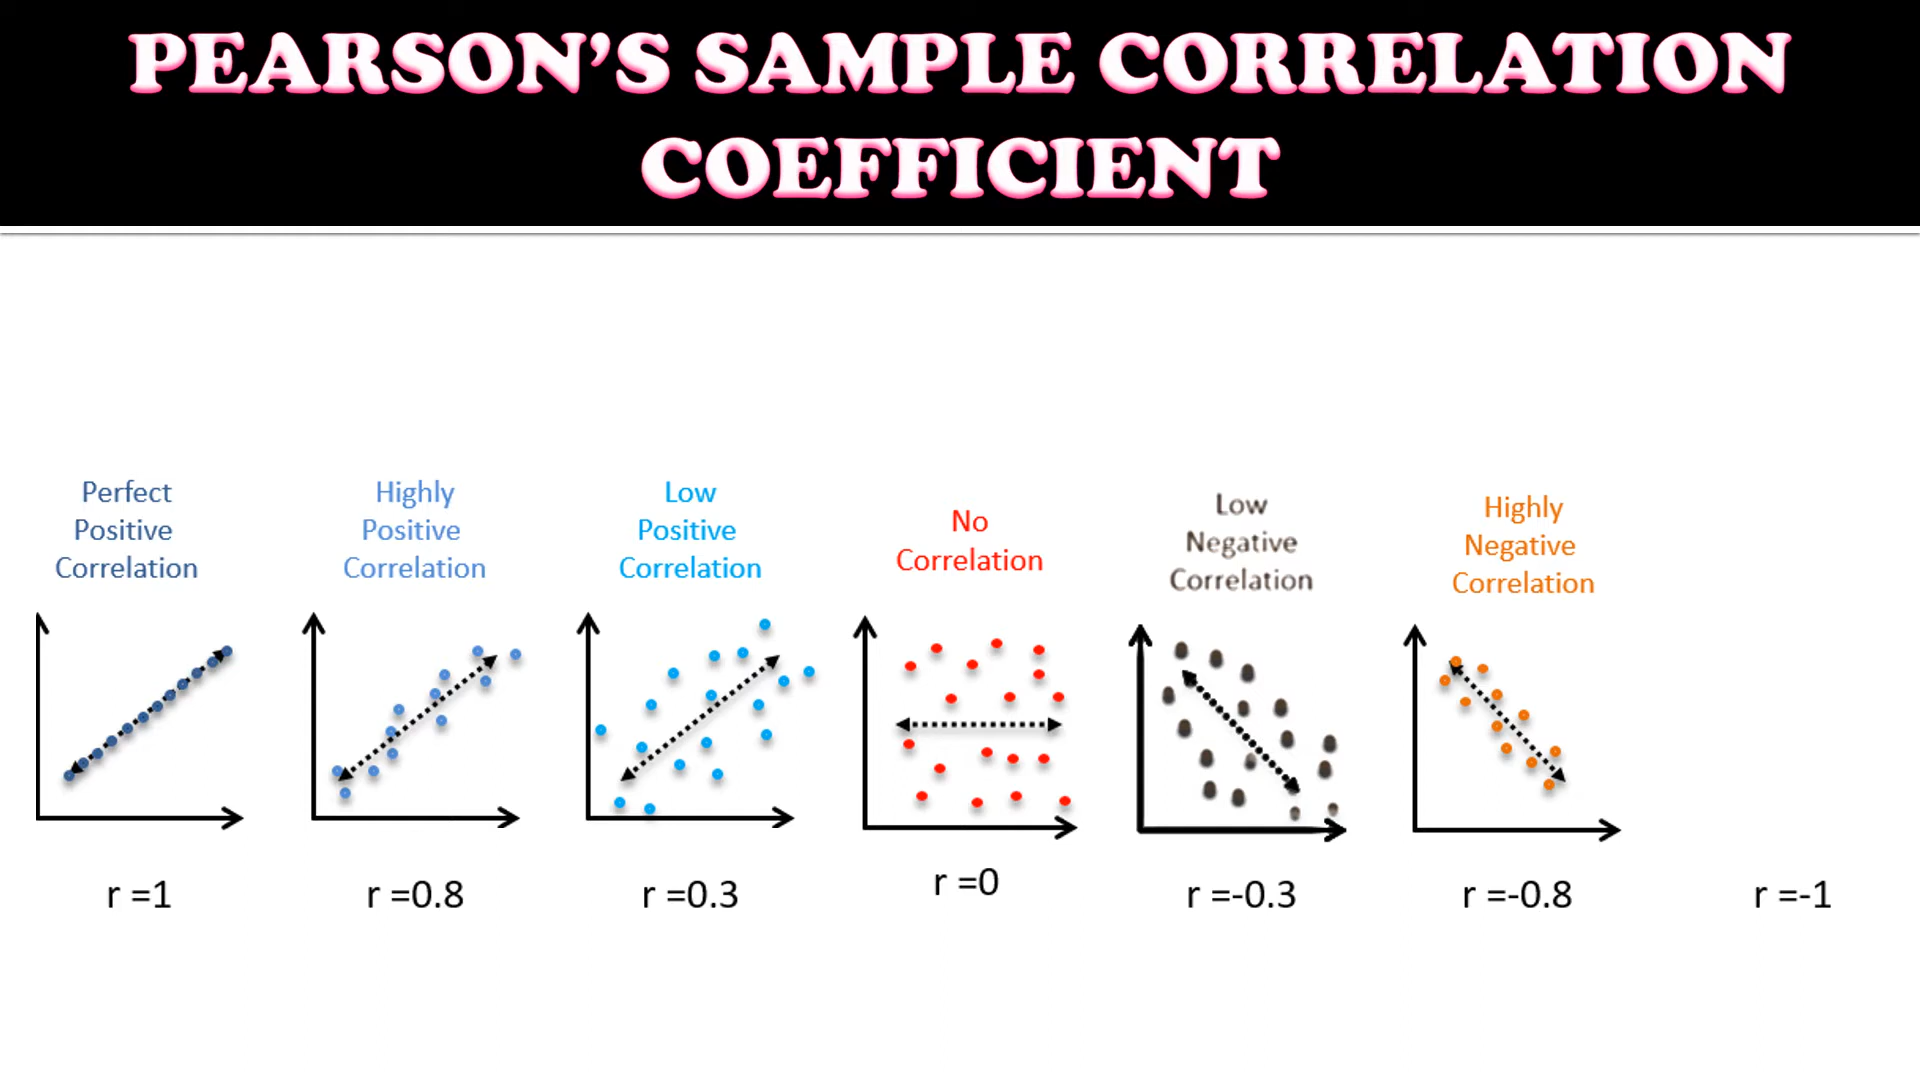 PEARSON’S SAMPLE CORRELATION
COEFFICIENT
Perfect
Positive
Correlation
Highly
Positive
Correlation
Low
Positive
Correlation
No
Correlation
Low
Negative
Correlation
Highly
Negative
Correlation
r =1
r =0.8
r =0.3
r =0
r =-0.3
r =-0.8
r =-1